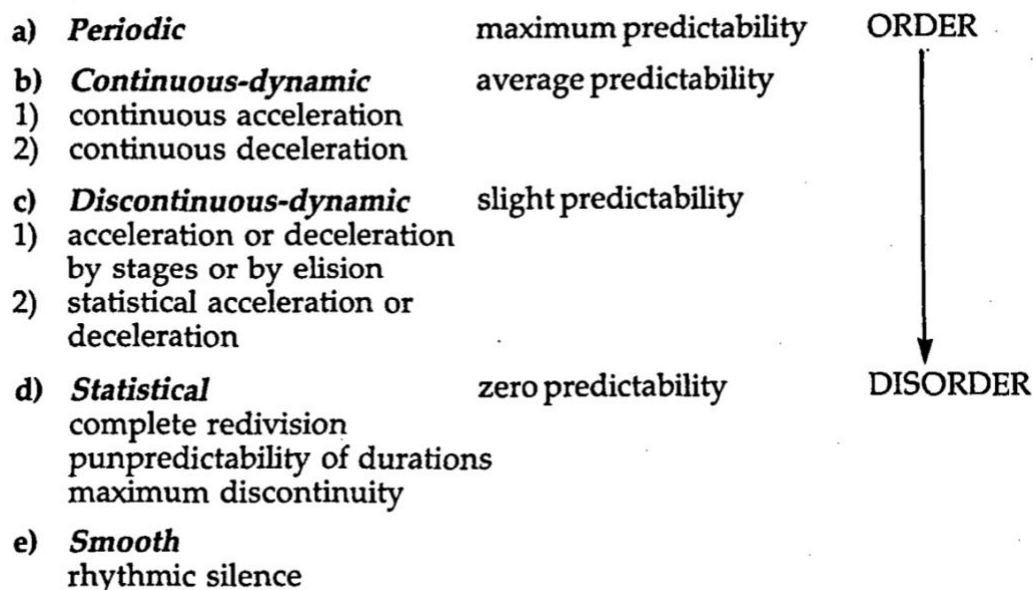 a) Periodic maximum predictability ORDER
b) Continuous-dynamic average predictability
1) continuous acceleration
2) continuous deceleration
c) Discontinuous-dynamic slight predictability
1) acceleration or deceleration
by stages or by elision
2) statistical acceleration or
deceleration
d) Statistical zero predictability DISORDER
complete redivision
punpredictability of durations
maximum discontinuity
e) Smooth
rhythmic silence